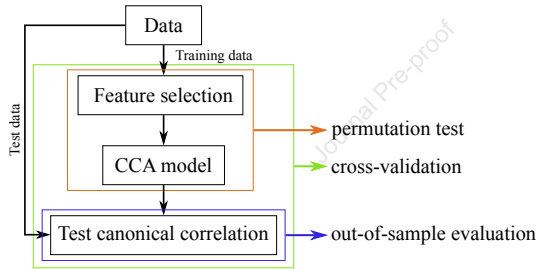 Data
Training data
Test data
Feature selection
CCA model
Test canonical correlation
permutation test
cross-validation
out-of-sample evaluation
Journal Pre-proof